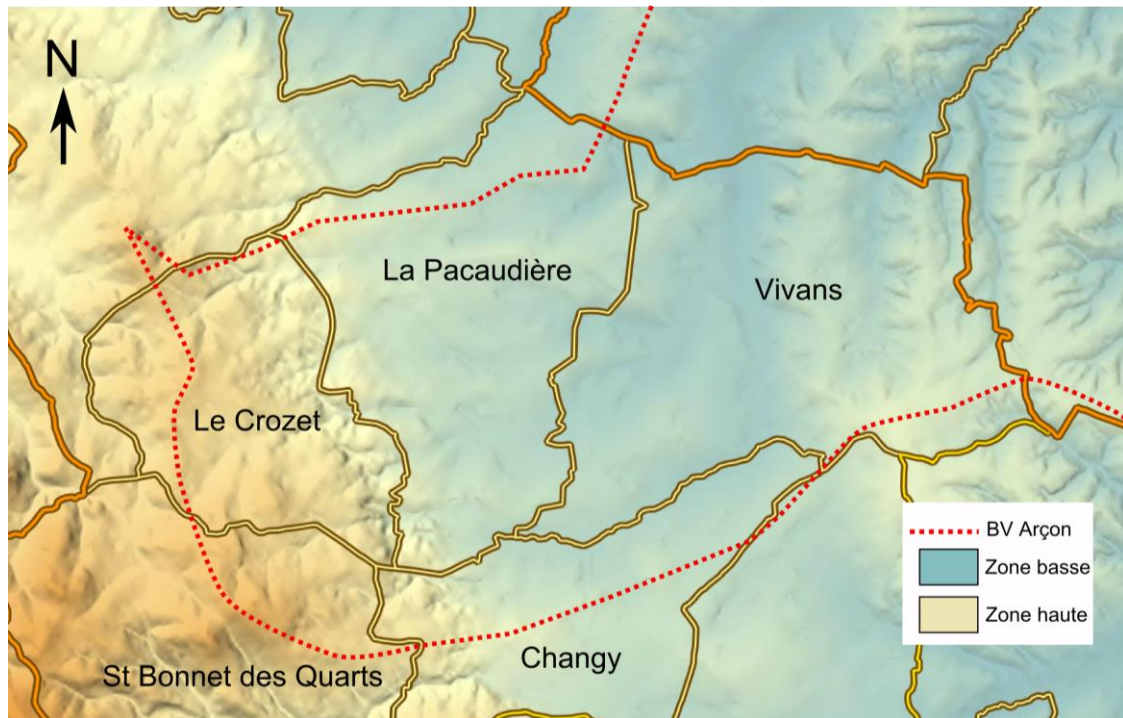 N
La Pacaudière
Vivans
Le Crozet
St Bonnet des Quarts
Changy
BV Arçon
Zone basse
Zone haute